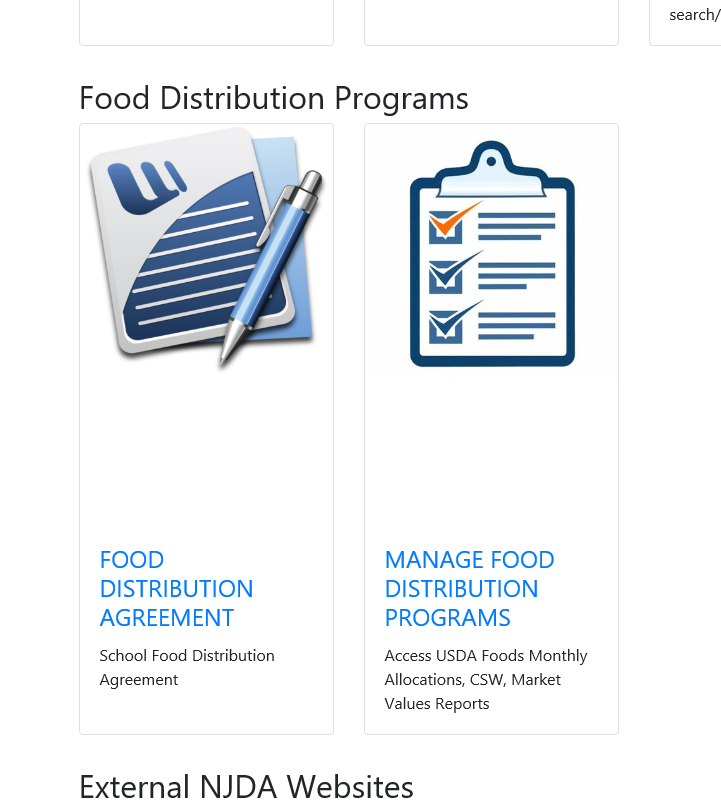 search/
Food Distribution Programs
FOOD
DISTRIBUTION
AGREEMENT
School Food Distribution
Agreement
MANAGE FOOD
DISTRIBUTION
PROGRAMS
Access USDA Foods Monthly
Allocations, CSW, Market
Values Reports
External NJDA Websites